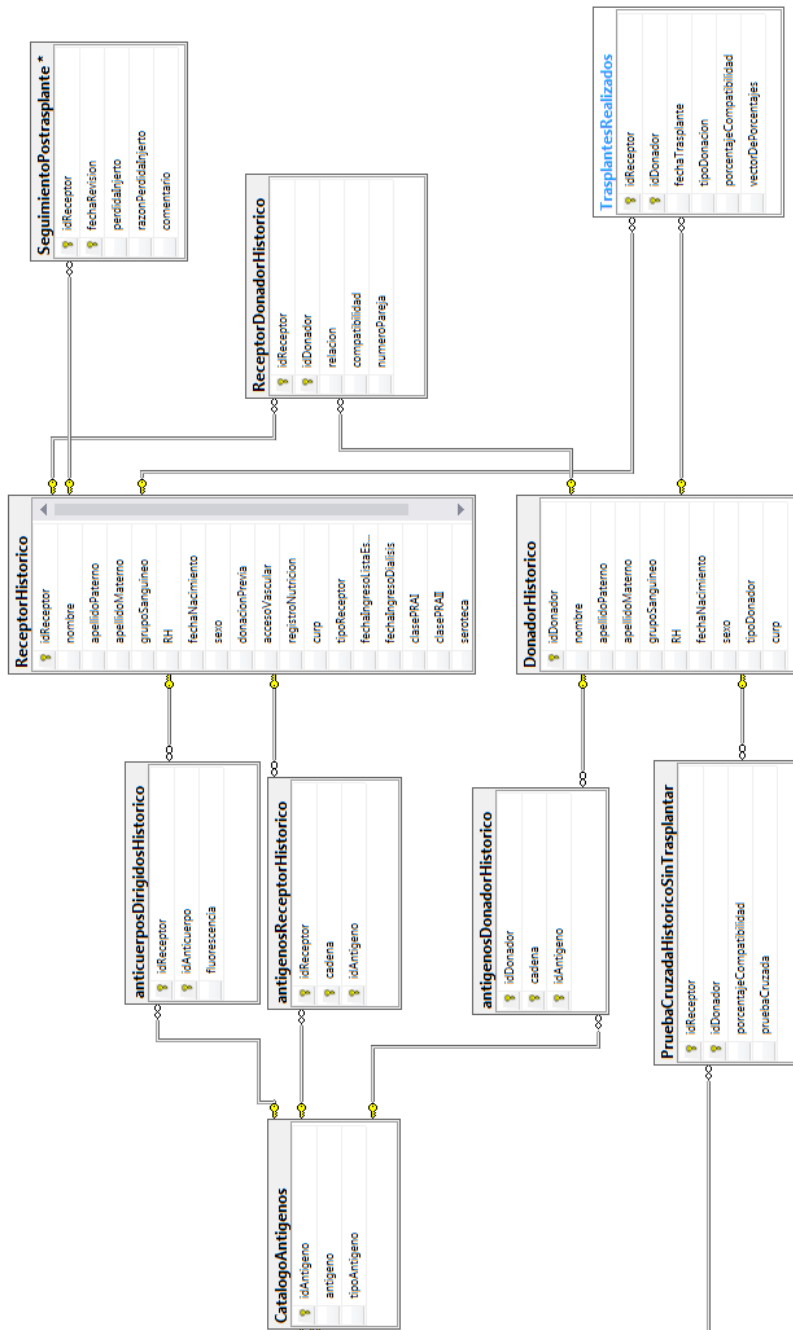 SeguimientoPostrasplante *
idReceptor
fechaRevision
perdidaInjerto
razonPerdidaInjerto
comentario
ReceptorDonadorHistorico
idReceptor
idDonador
relacion
compatibilidad
numeroPareja
TrasplantesRealizados
idReceptor
idDonador
fechaTrasplante
tipoDonacion
porcentajeCompatibilidad
vectorDePorcentajes
ReceptorHistorico
idReceptor
nombre
apellidoPaterno
apellidoMaterno
grupoSanguineo
RH
fechaNacimiento
sexo
donacionPrevia
accesoVascular
registroNutricion
curp
tipoReceptor
fechaIngresoListaEs...
fechaIngresoDialisis
clasePRAI
clasePRAII
seroteca
DonadorHistorico
idDonador
nombre
apellidoPaterno
apellidoMaterno
grupoSanguineo
RH
fechaNacimiento
sexo
tipoDonador
curp
anticuerposDirigidosHistorico
idReceptor
idAnticuerpo
fluorescencia
antigenosReceptorHistorico
idReceptor
cadena
idAntigeno
antigenosDonadorHistorico
idDonador
cadena
idAntigeno
PruebaCruzadaHistoricoSinTrasplantar
idReceptor
idDonador
porcentajeCompatibilidad
pruebaCruzada
CatalogoAntigenos
idAntigeno
antigeno
tipoAntigeno